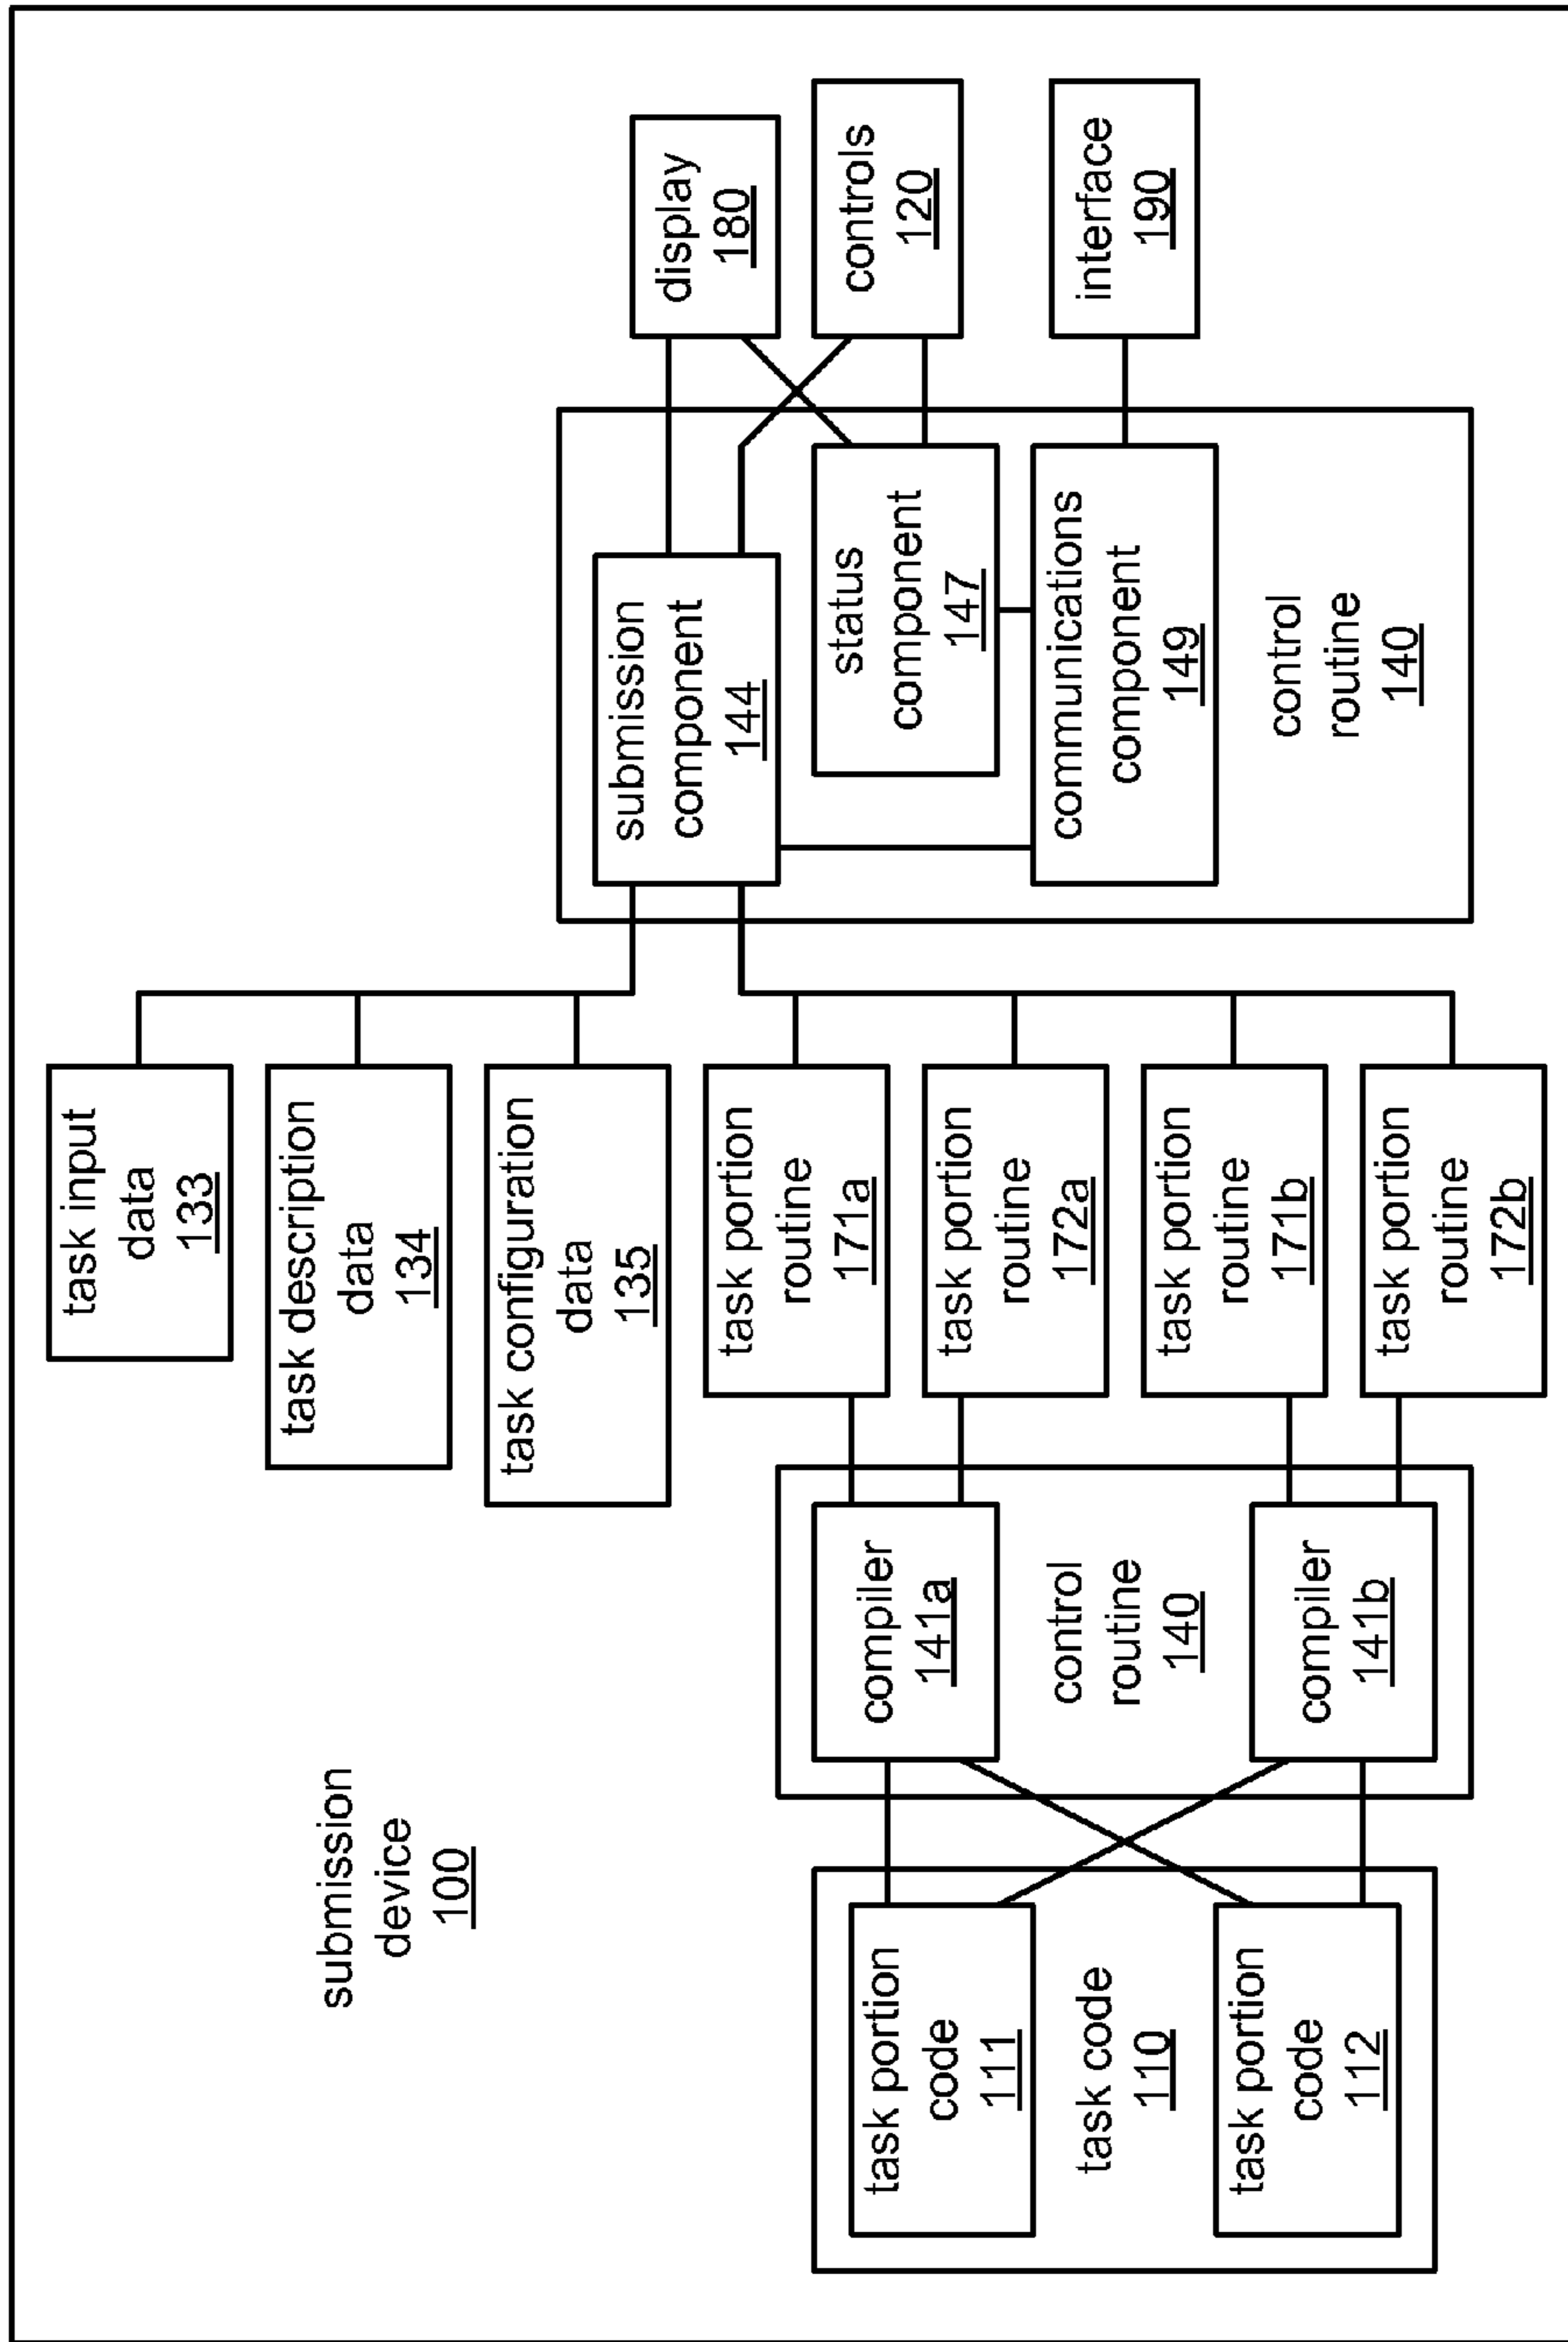 submission
device
100
task portion
code
111
task code
110
task portion
code
112
compiler
141a
control
routine
140
compiler
141b
task input
data
133
task description
data
134
task configuration
data
135
task portion
routine
171a
task portion
routine
172a
task portion
routine
171b
task portion
routine
172b
submission
component
144
status
component
147
communications
component
149
control
routine
140
display
180
controls
120
interface
190